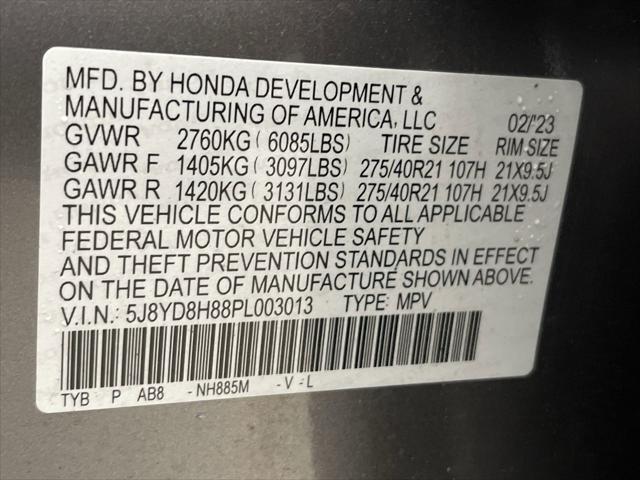 MFD. BY HONDA DEVELOPMENT &
MANUFACTURING OF AMERICA, LLC 02/'23
GVWR 2760KG ( 6085LBS) TIRE SIZE RIM SIZE
GAWR F 1405KG ( 3097LBS) 275/40R21 107H 21X9.5J
GAWR R 1420KG ( 3131LBS) 275/40R21 107H 21X9.5J
THIS VEHICLE CONFORMS TO ALL APPLICABLE
FEDERAL MOTOR VEHICLE SAFETY
AND THEFT PREVENTION STANDARDS IN EFFECT
ON THE DATE OF MANUFACTURE SHOWN ABOVE.
V.I.N.: 5J8YD8H88PL003013 TYPE: MPV
TYB P AB8 -NH885M -V -L